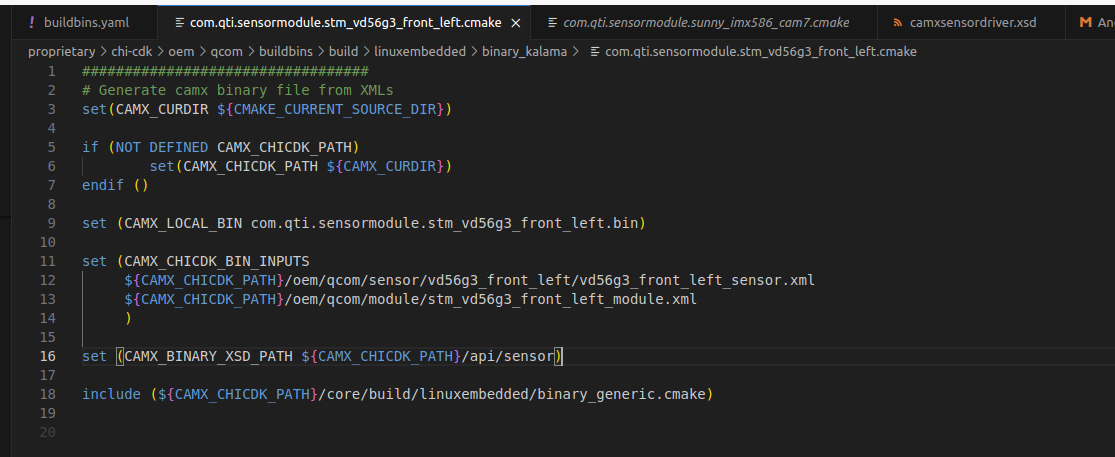 ! buildbins.yaml com.qti.sensormodule.stm_vd56g3_front_left.cmake × com.qti.sensormodule.sunny_imx586_cam7.cmake camxsensordriver.xsd M An
proprietary > chi-cdk > oem > qcom > buildbins > build > linuxembedded > binary_kalama > com.qti.sensormodule.stm_vd56g3_front_left.cmake
1 ##################################
2 # Generate camx binary file from XMLs
3 set(CAMX_CURDIR ${CMAKE_CURRENT_SOURCE_DIR})
4
5 if (NOT DEFINED CAMX_CHICDK_PATH)
6 set(CAMX_CHICDK_PATH ${CAMX_CURDIR})
7 endif ()
8
9 set (CAMX_LOCAL_BIN com.qti.sensormodule.stm_vd56g3_front_left.bin)
10
11 set (CAMX_CHICDK_BIN_INPUTS
12 ${CAMX_CHICDK_PATH}/oem/qcom/sensor/vd56g3_front_left/vd56g3_front_left_sensor.xml
13 ${CAMX_CHICDK_PATH}/oem/qcom/module/stm_vd56g3_front_left_module.xml
14 )
15
16 set (CAMX_BINARY_XSD_PATH ${CAMX_CHICDK_PATH}/api/sensor)
17
18 include (${CAMX_CHICDK_PATH}/core/build/linuxembedded/binary_generic.cmake)
19
20